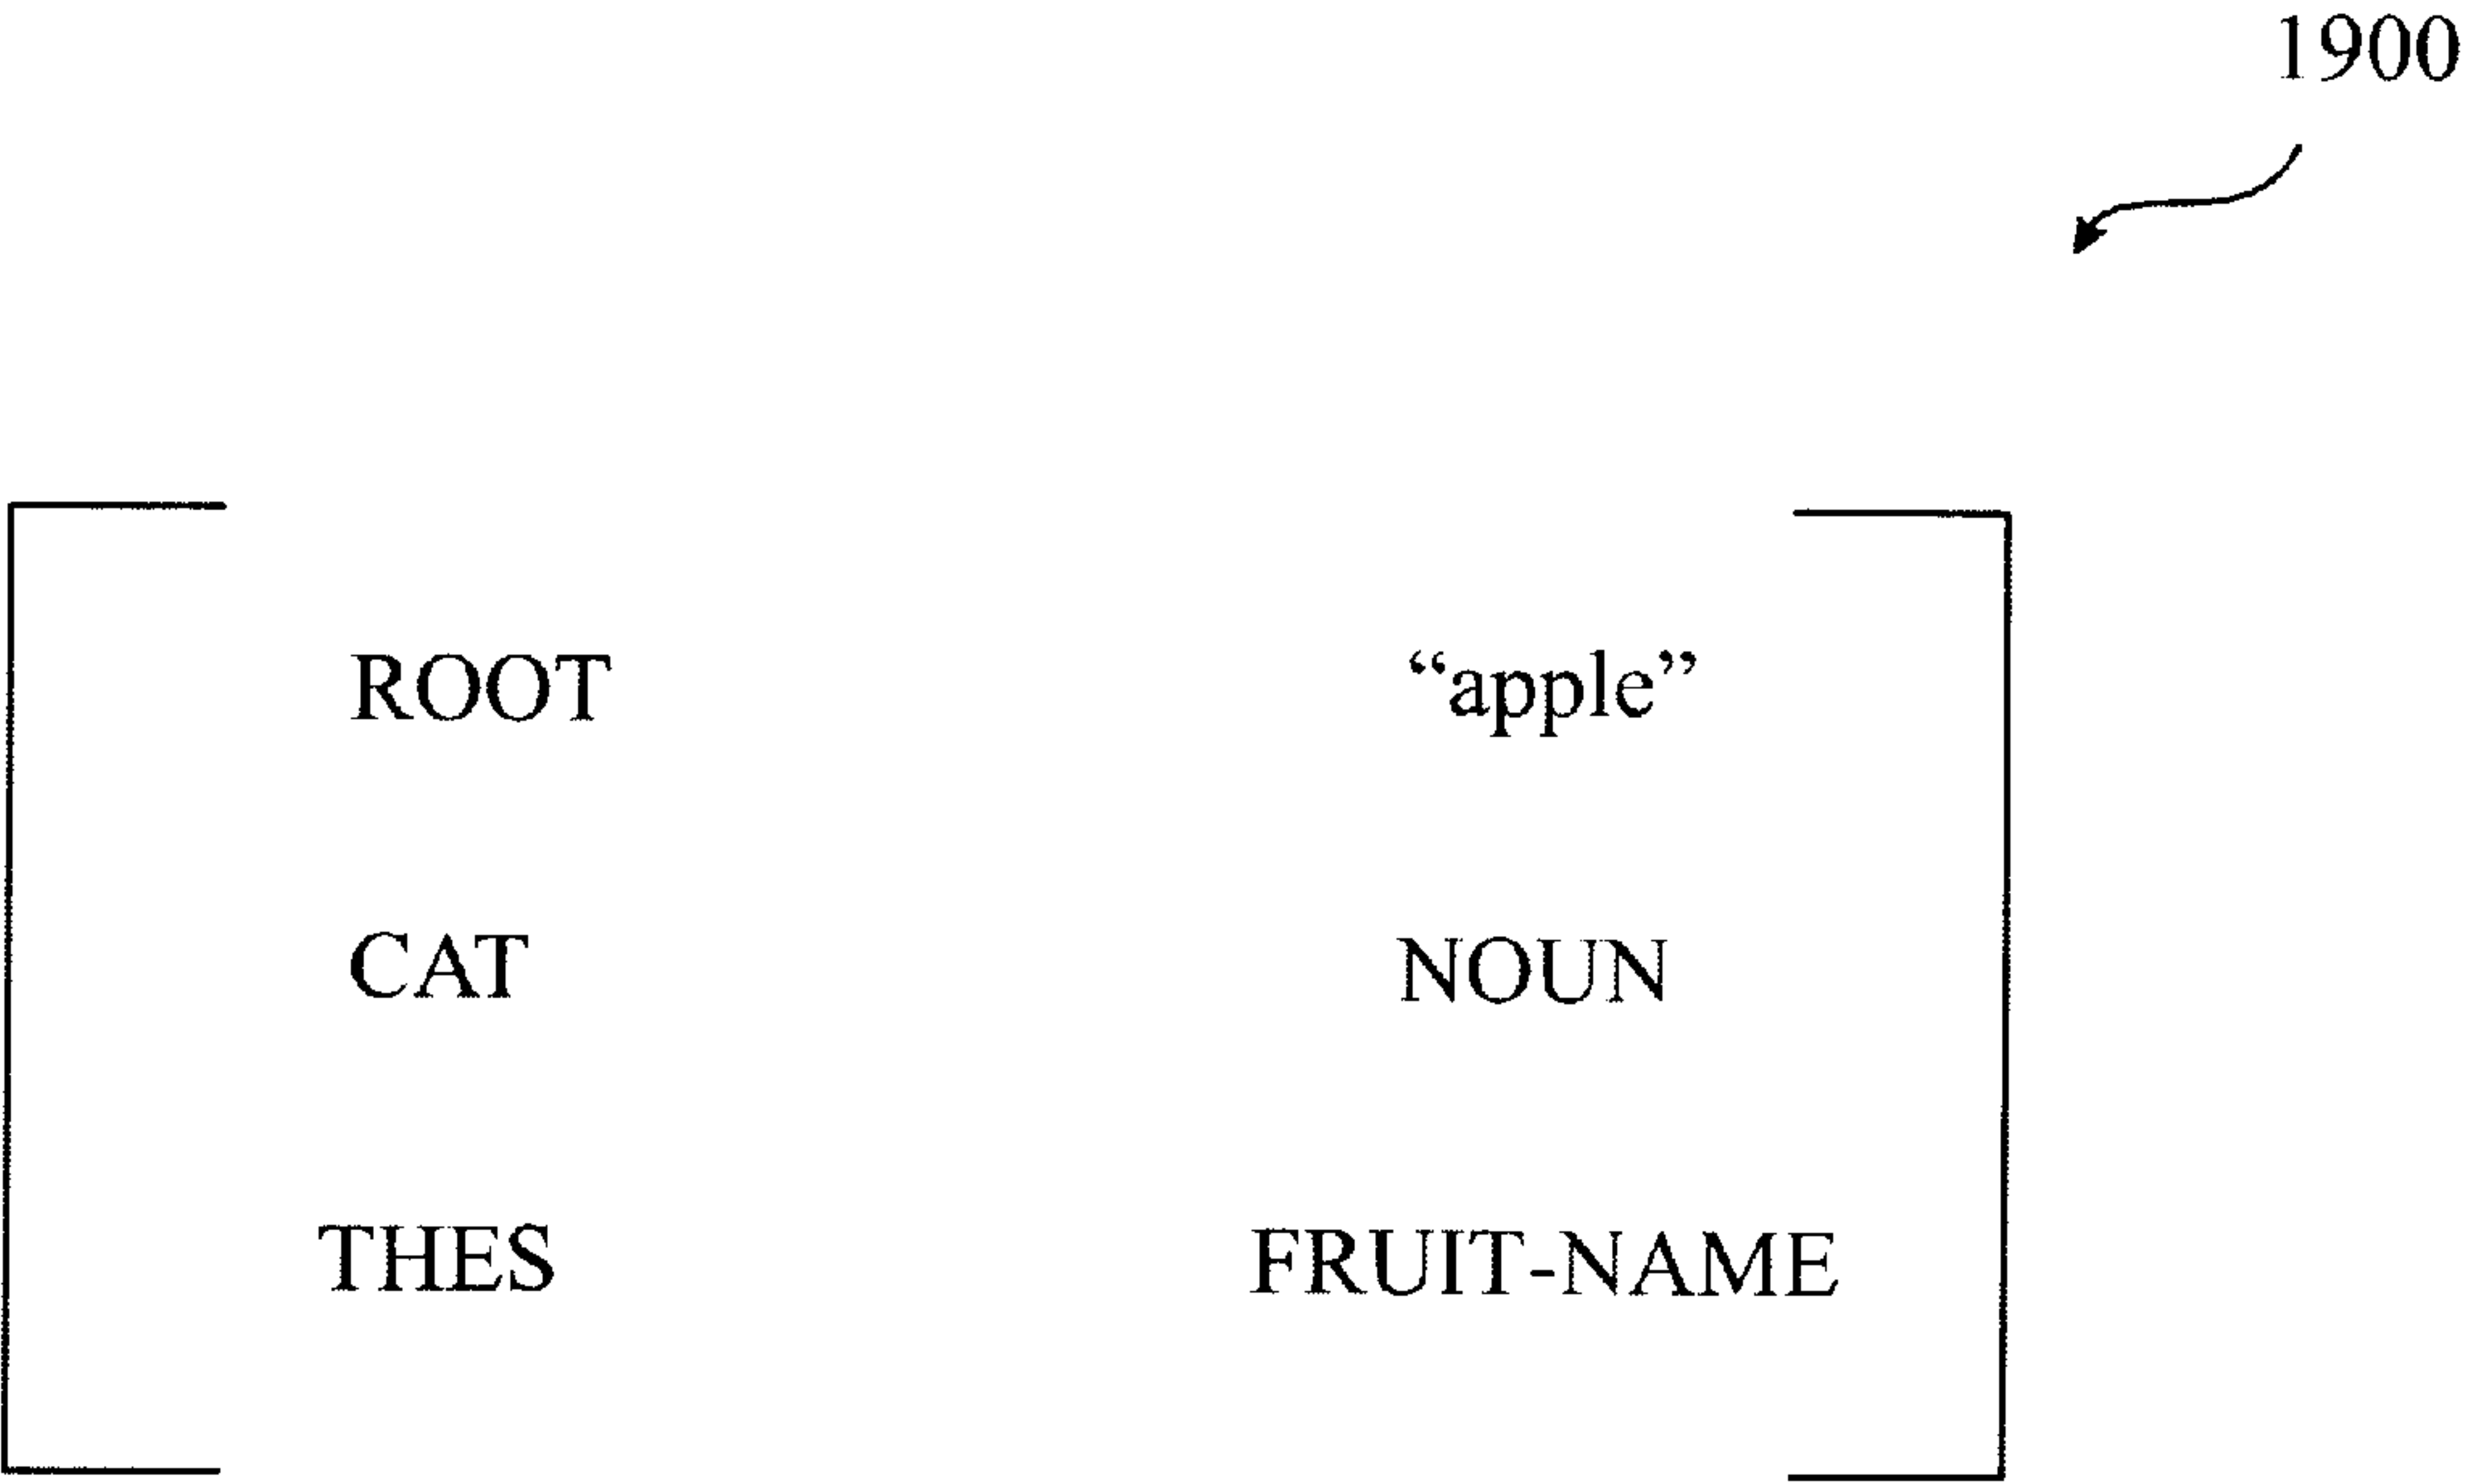 1900
ROOT “apple”
CAT NOUN
THES FRUIT-NAME